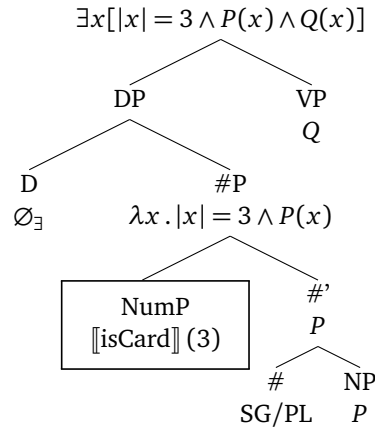 ∃x[|x| = 3 ∧ P(x) ∧ Q(x)]
DP VP
Q
D #P
∅∃ λx . |x| = 3 ∧ P(x)
NumP #'
⟦isCard⟧ (3) P
# NP
SG/PL P